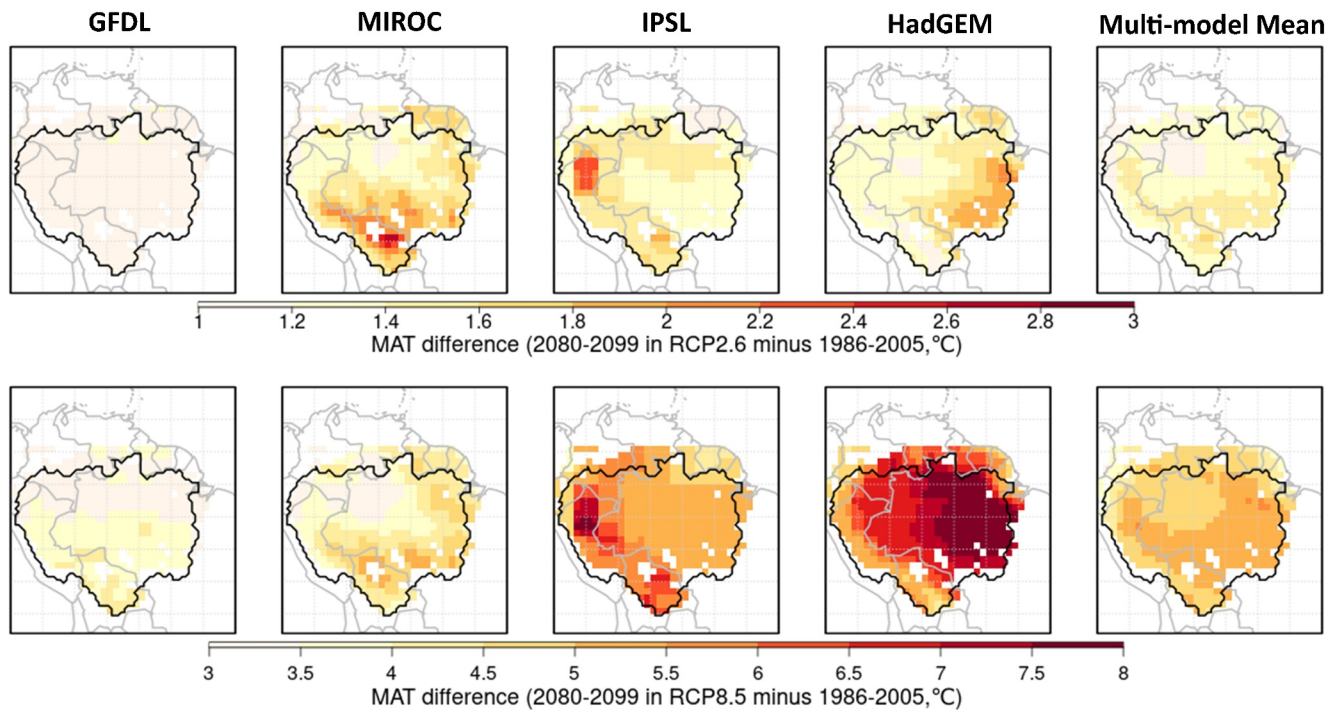 GFDL MIROC IPSL HadGEM Multi-model Mean
1 1.2 1.4 1.6 1.8 2 2.2 2.4 2.6 2.8 3
MAT difference (2080-2099 in RCP2.6 minus 1986-2005,℃)
3 3.5 4 4.5 5 5.5 6 6.5 7 7.5 8
MAT difference (2080-2099 in RCP8.5 minus 1986-2005,℃)